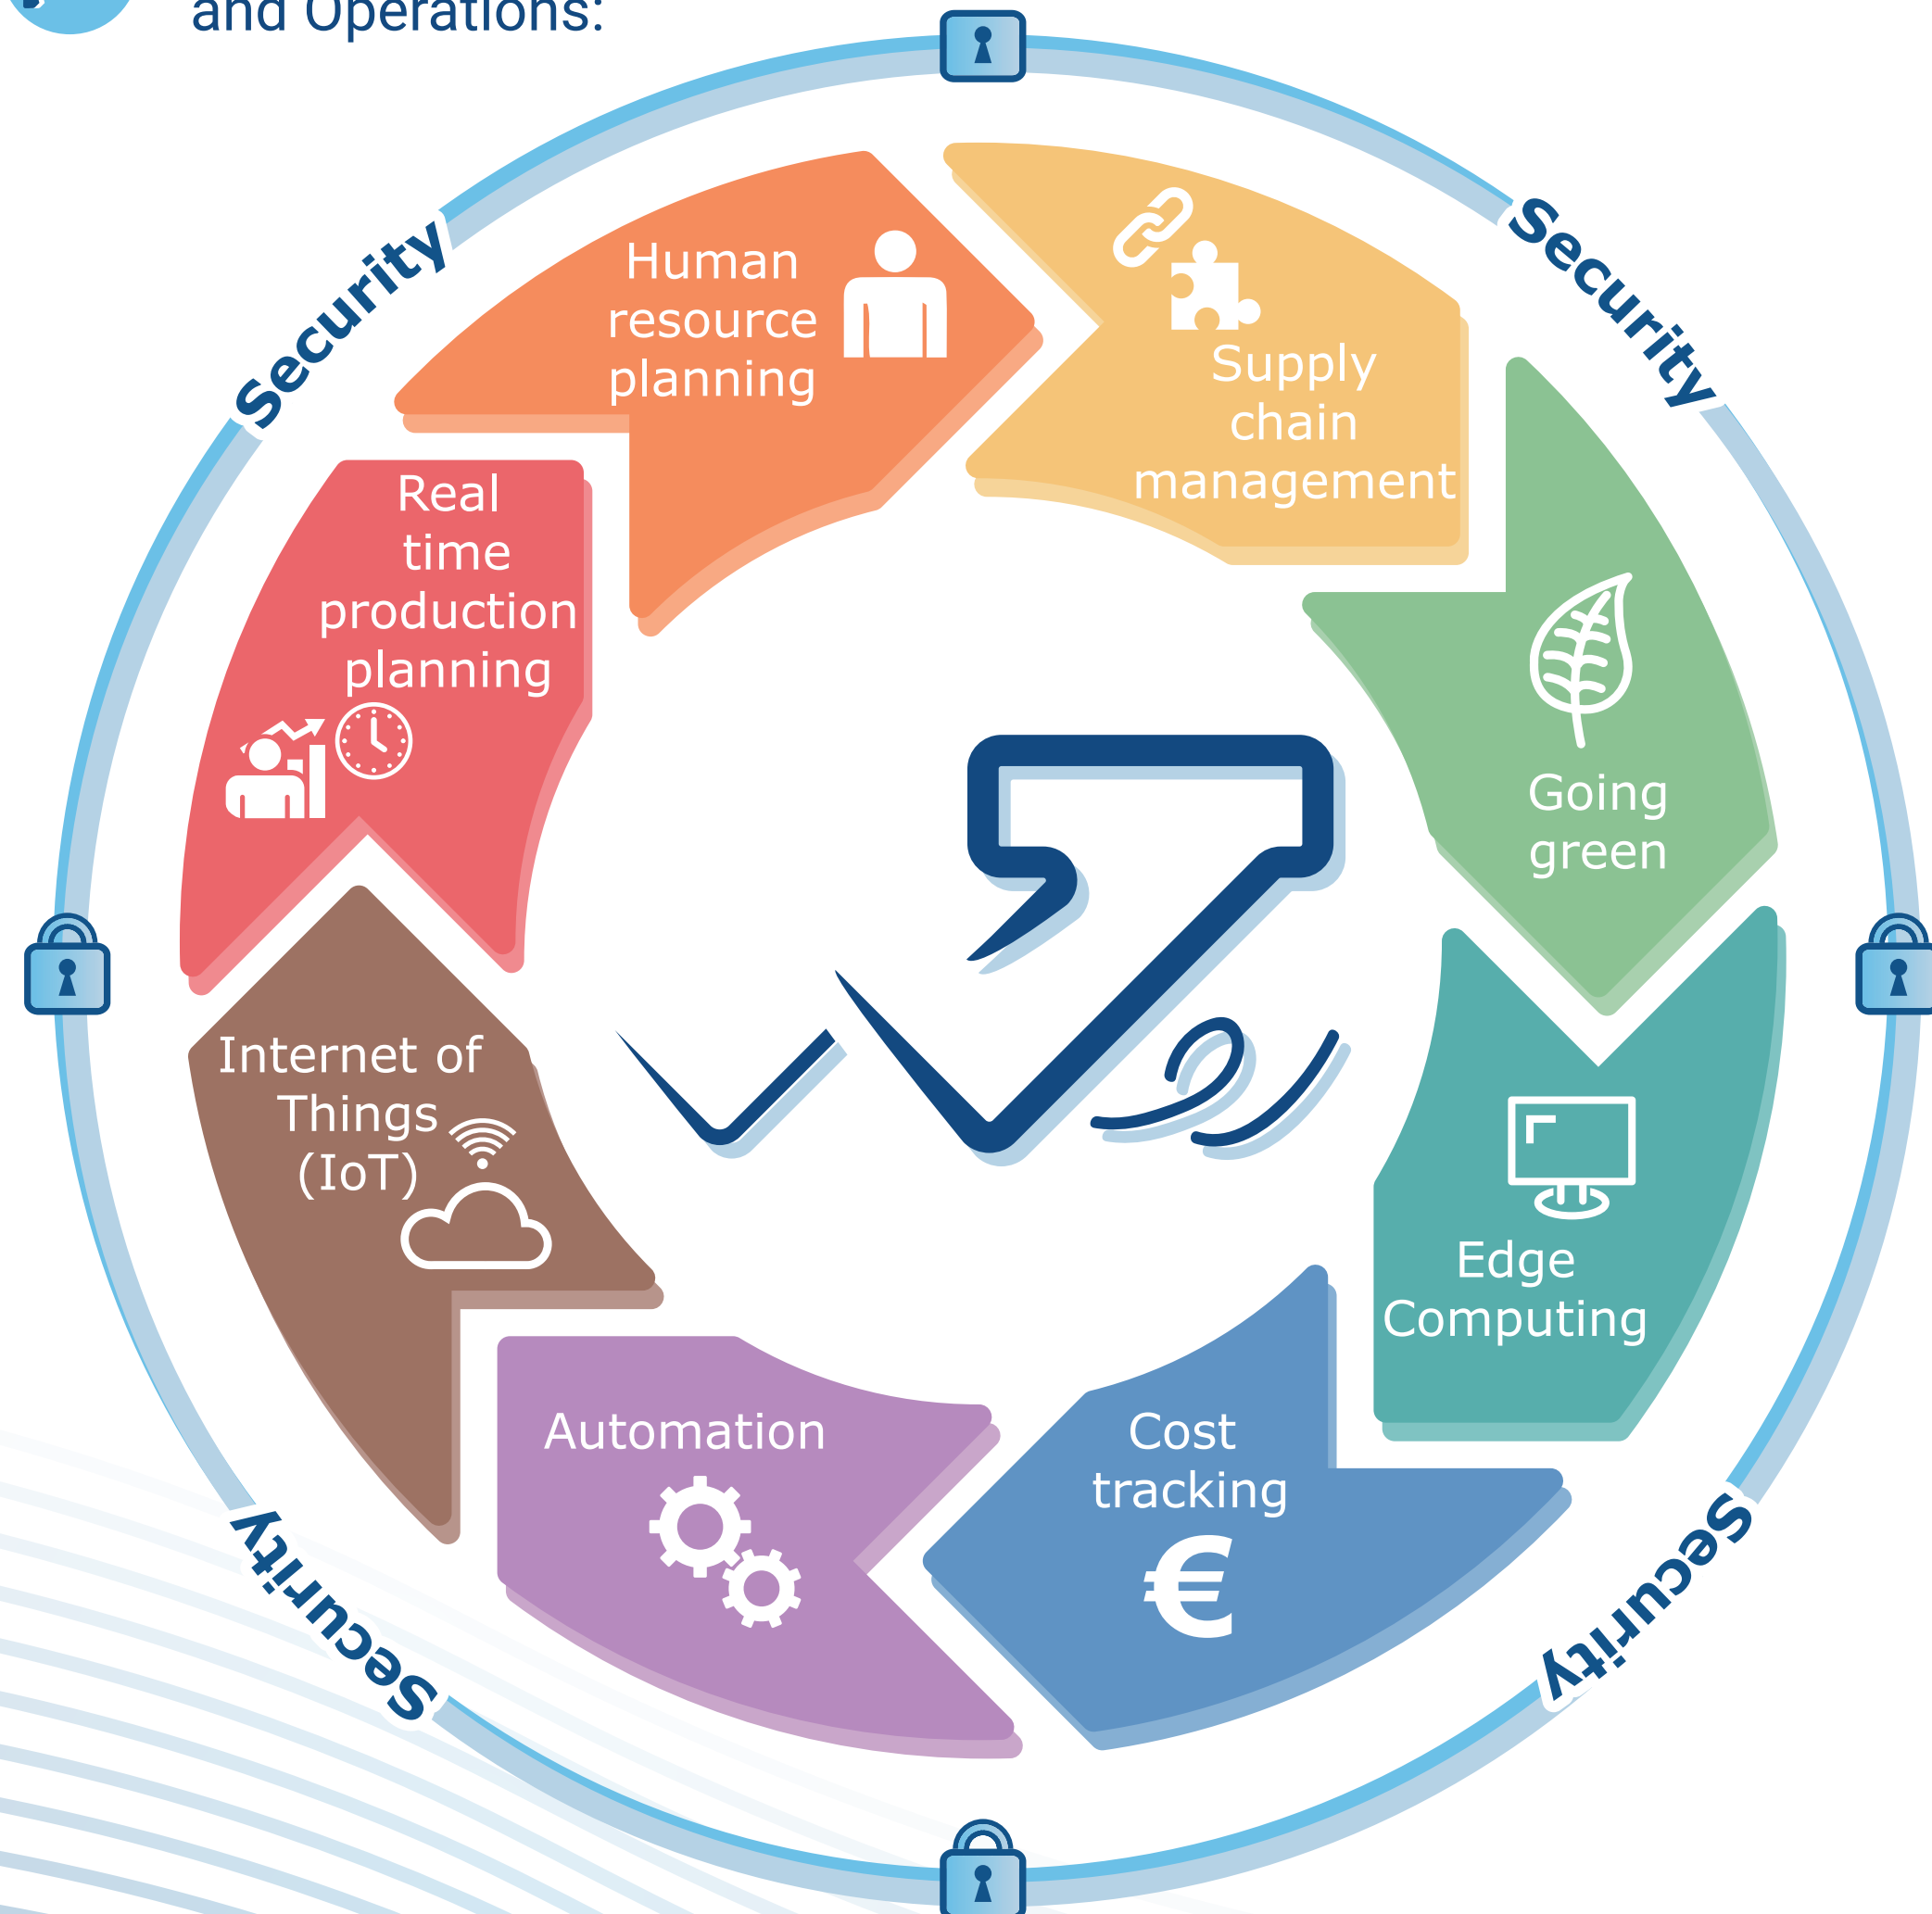 and Operations:
Security
Security
Human
resource
planning
Supply
chain
management
Going
green
Edge
Computing
Cost
tracking
€
Automation
Internet of
Things
(IoT)
Real
time
production
planning
Security
Security